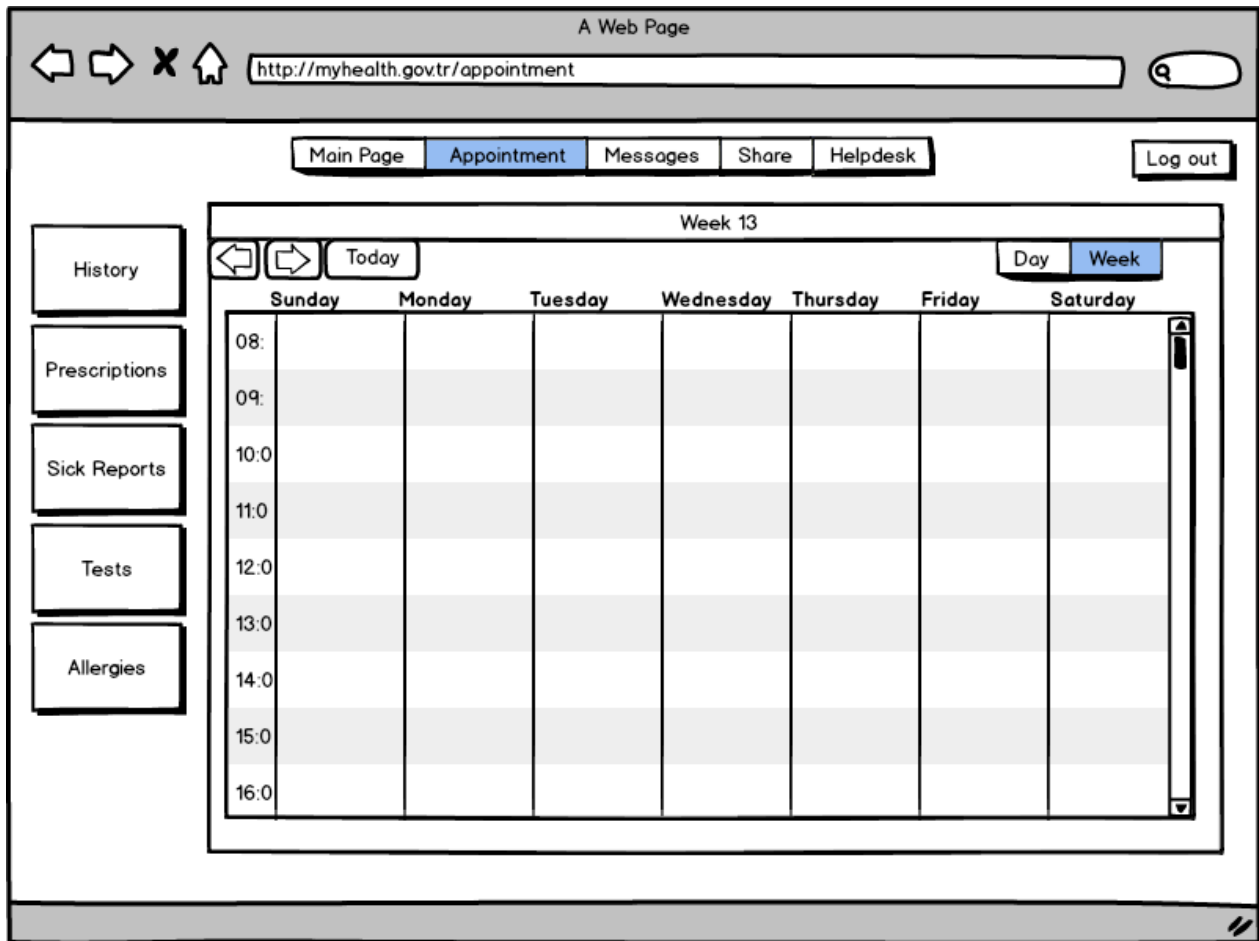 A Web Page
http://myhealth.gov.tr/appointment
Main Page Appointment Messages Share Helpdesk
Log out
History
Prescriptions
Sick Reports
Tests
Allergies
Week 13
Today Day Week
Sunday Monday Tuesday Wednesday Thursday Friday Saturday
08:
09:
10:0
11:0
12:0
13:0
14:0
15:0
16:0